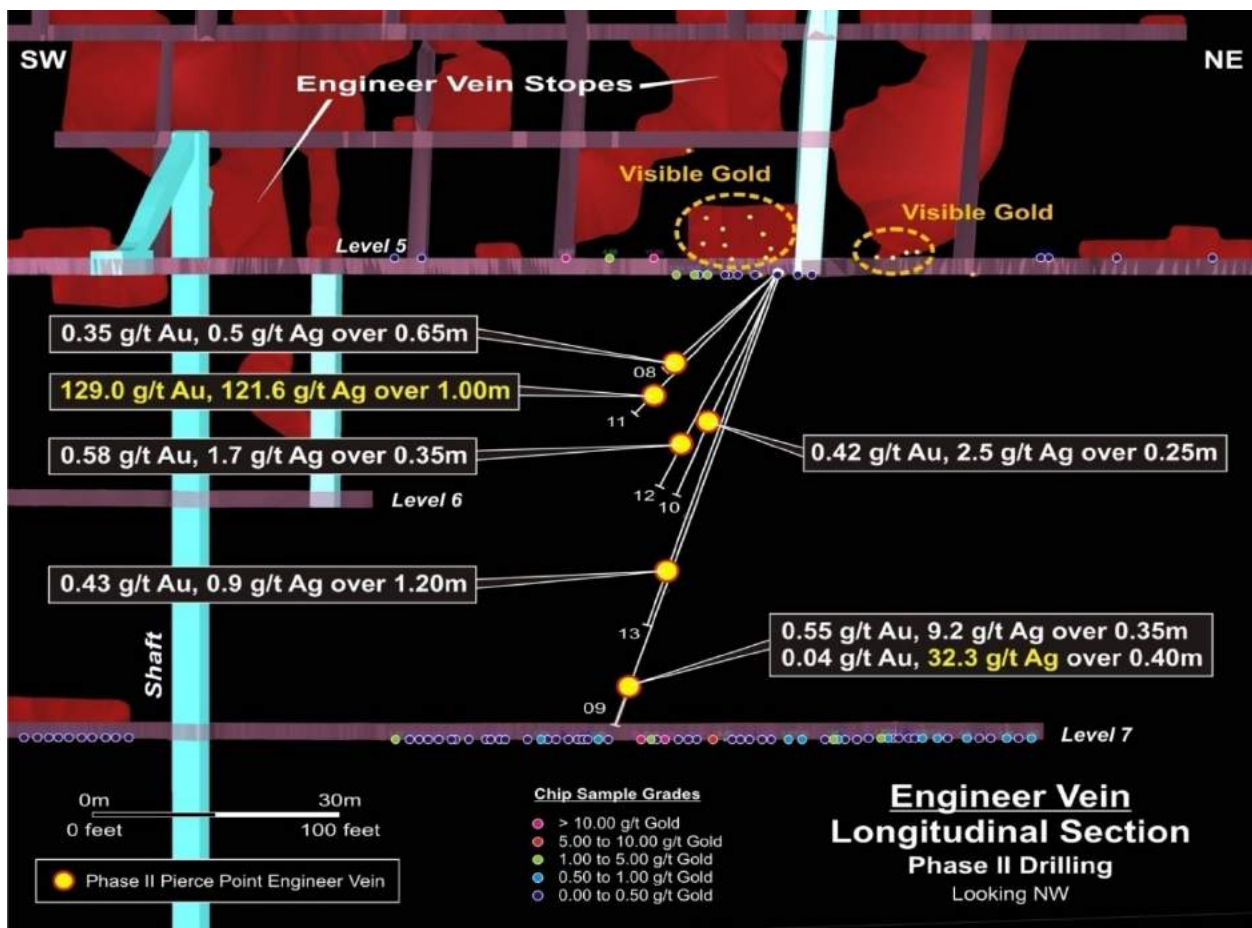 SW
NE
Engineer Vein Stopes
Visible Gold
Visible Gold
Level 5
0.35 g/t Au, 0.5 g/t Ag over 0.65m
08
129.0 g/t Au, 121.6 g/t Ag over 1.00m
11
0.58 g/t Au, 1.7 g/t Ag over 0.35m
0.42 g/t Au, 2.5 g/t Ag over 0.25m
12
10
Level 6
0.43 g/t Au, 0.9 g/t Ag over 1.20m
13
0.55 g/t Au, 9.2 g/t Ag over 0.35m
0.04 g/t Au, 32.3 g/t Ag over 0.40m
Shaft
09
Level 7
0m 30m
0 feet 100 feet
Phase II Pierce Point Engineer Vein
Chip Sample Grades
> 10.00 g/t Gold
5.00 to 10.00 g/t Gold
1.00 to 5.00 g/t Gold
0.50 to 1.00 g/t Gold
0.00 to 0.50 g/t Gold
Engineer Vein
Longitudinal Section
Phase II Drilling
Looking NW